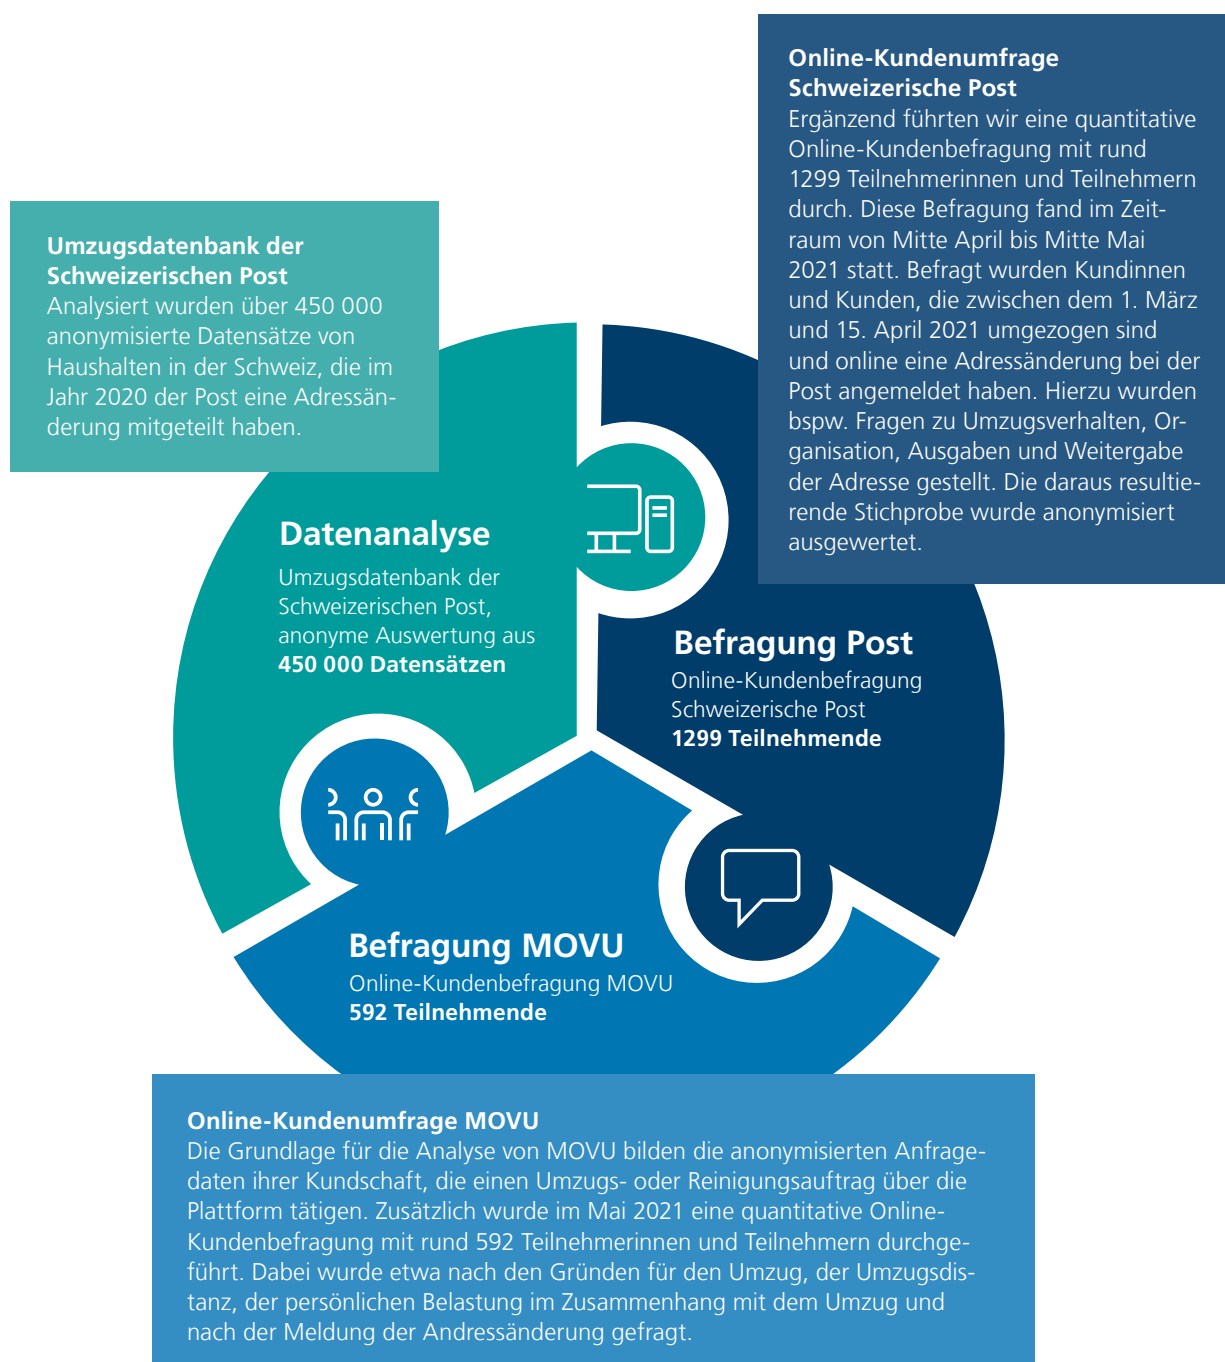 Online-Kundenumfrage
Schweizerische Post
Ergänzend führten wir eine quantitative
Online-Kundenbefragung mit rund
1299 Teilnehmerinnen und Teilnehmern
durch. Diese Befragung fand im Zeit-
raum von Mitte April bis Mitte Mai
2021 statt. Befragt wurden Kundinnen
und Kunden, die zwischen dem 1. März
und 15. April 2021 umgezogen sind
und online eine Adressänderung bei der
Post angemeldet haben. Hierzu wurden
bspw. Fragen zu Umzugsverhalten, Or-
ganisation, Ausgaben und Weitergabe
der Adresse gestellt. Die daraus resultie-
rende Stichprobe wurde anonymisiert
ausgewertet.
Umzugsdatenbank der
Schweizerischen Post
Analysiert wurden über 450 000
anonymisierte Datensätze von
Haushalten in der Schweiz, die im
Jahr 2020 der Post eine Adressän-
derung mitgeteilt haben.
Datenanalyse
Umzugsdatenbank der
Schweizerischen Post,
anonyme Auswertung aus
450 000 Datensätzen
Befragung Post
Online-Kundenbefragung
Schweizerische Post
1299 Teilnehmende
Befragung MOVU
Online-Kundenbefragung MOVU
592 Teilnehmende
Online-Kundenumfrage MOVU
Die Grundlage für die Analyse von MOVU bilden die anonymisierten Anfrage-
daten ihrer Kundschaft, die einen Umzugs- oder Reinigungsauftrag über die
Plattform tätigen. Zusätzlich wurde im Mai 2021 eine quantitative Online-
Kundenbefragung mit rund 592 Teilnehmerinnen und Teilnehmern durchge-
führt. Dabei wurde etwa nach den Gründen für den Umzug, der Umzugsdis-
tanz, der persönlichen Belastung im Zusammenhang mit dem Umzug und
nach der Meldung der Andressänderung gefragt.